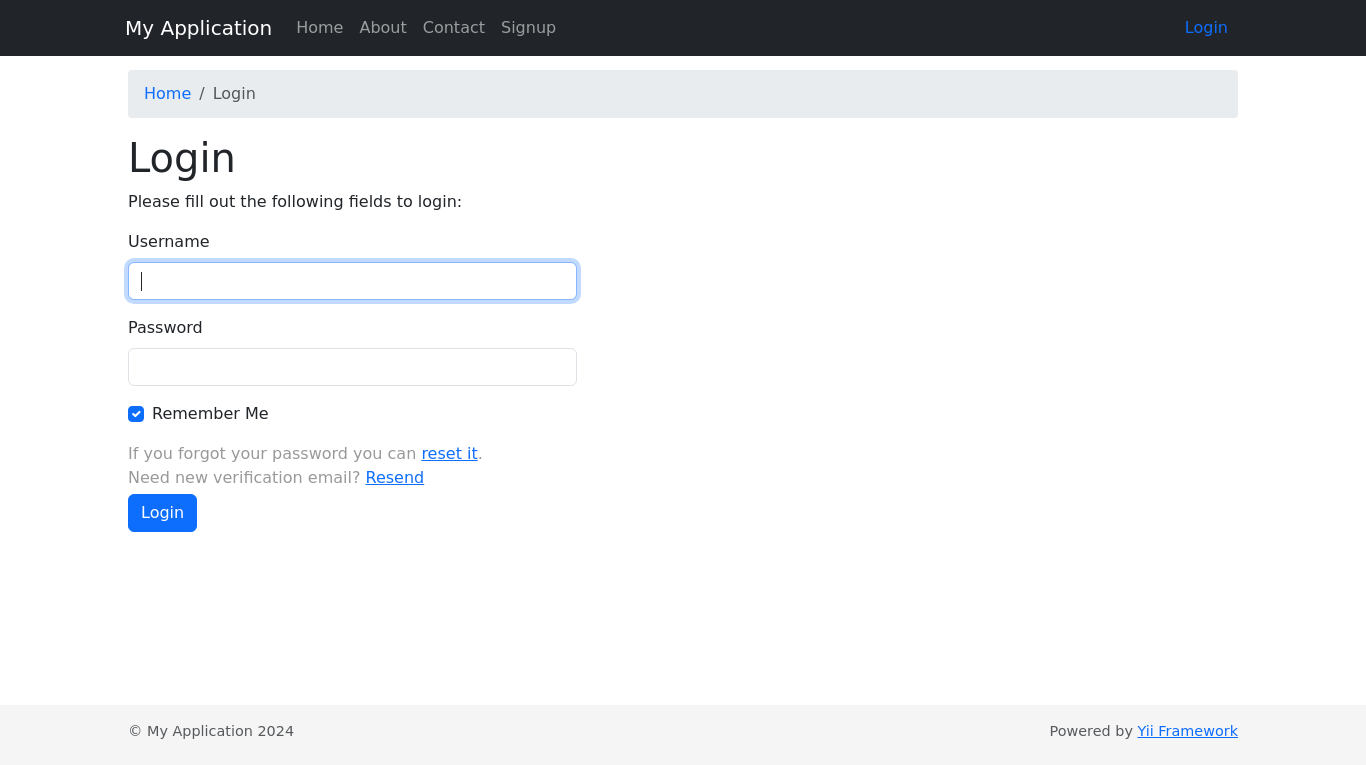 My Application Home About Contact Signup Login
Home / Login
Login
Please fill out the following fields to login:
Username
Password
Remember Me
If you forgot your password you can reset it.
Need new verification email? Resend
Login
© My Application 2024 Powered by Yii Framework